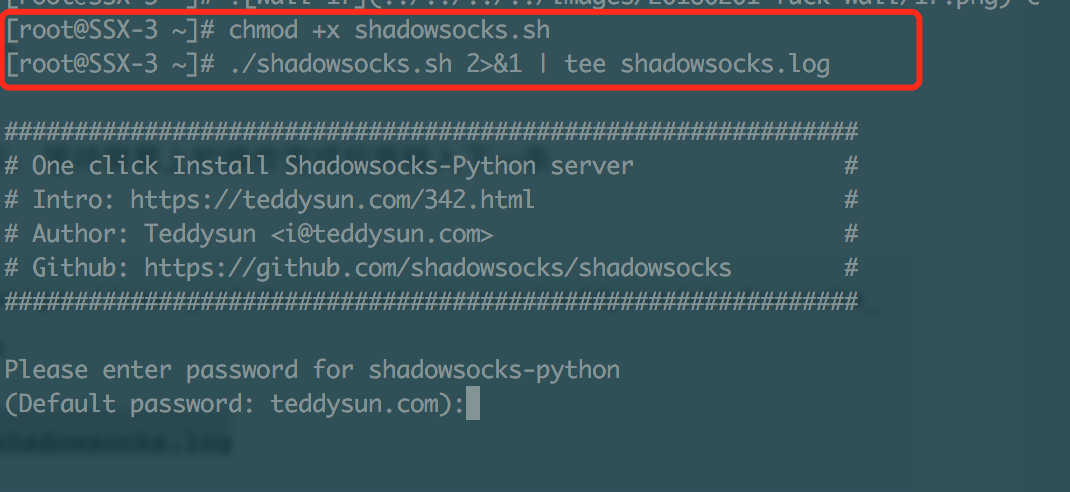 [root@SSX-3 ~]# chmod +x shadowsocks.sh
[root@SSX-3 ~]# ./shadowsocks.sh 2>&1 | tee shadowsocks.log
#############################################################
# One click Install Shadowsocks-Python server #
# Intro: https://teddysun.com/342.html #
# Author: Teddysun <i@teddysun.com> #
# Github: https://github.com/shadowsocks/shadowsocks #
#############################################################
Please enter password for shadowsocks-python
(Default password: teddysun.com):
shadowsocks.log